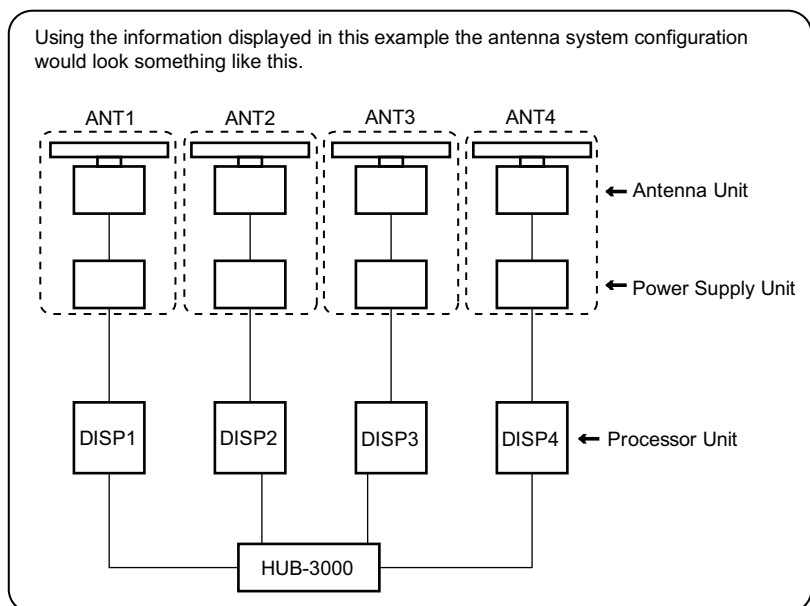 Using the information displayed in this example the antenna system configuration
would look something like this.
ANT1 ANT2 ANT3 ANT4
Antenna Unit
Power Supply Unit
DISP1 DISP2 DISP3 DISP4
Processor Unit
HUB-3000